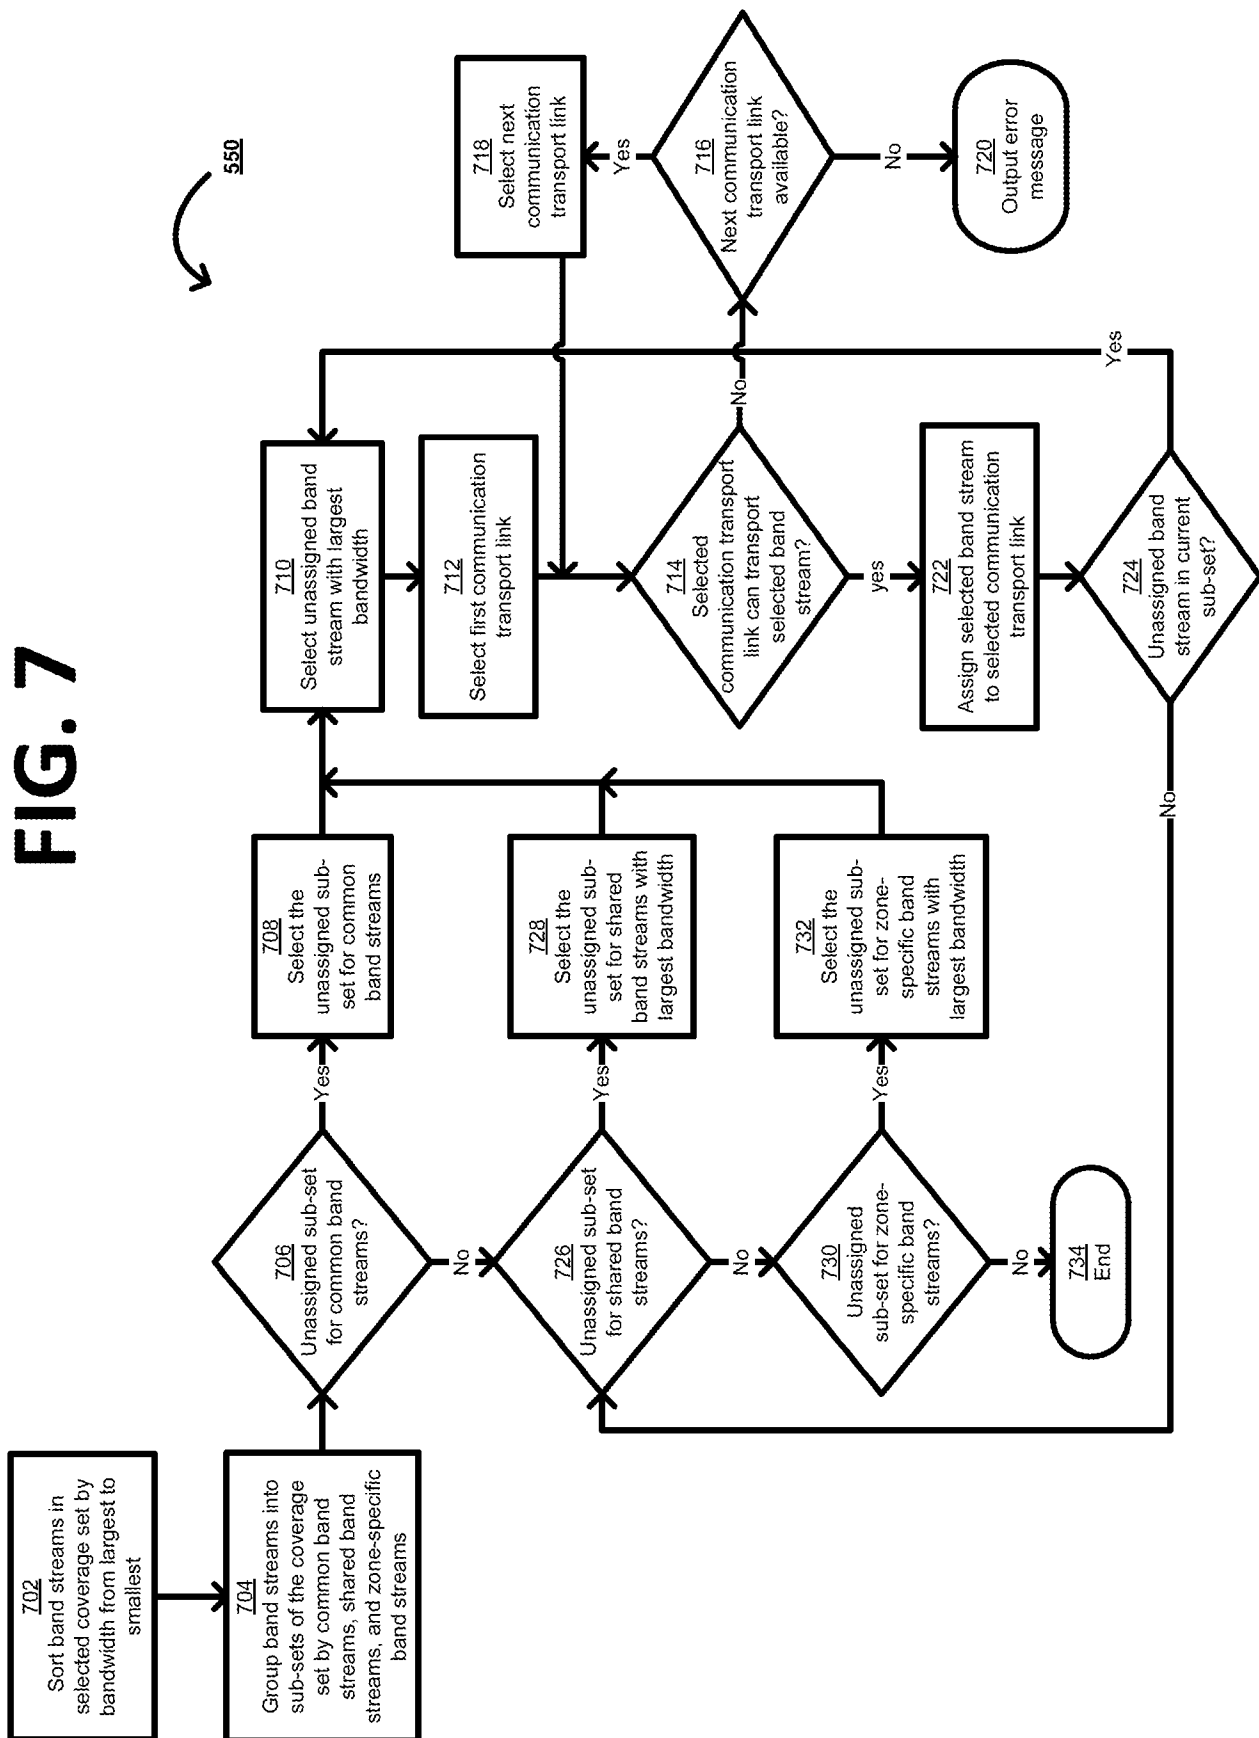 FIG. 7
550
702
Sort band streams in
selected coverage set by
bandwidth from largest to
smallest
704
Group band streams into
sub-sets of the coverage
set by common band
streams, shared band
streams, and zone-specific
band streams
706
Unassigned sub-set
for common band
streams?
Yes
No
708
Select the
unassigned sub-
set for common
band streams
710
Select unassigned band
stream with largest
bandwidth
712
Select first communication
transport link
714
Selected
communication transport
link can transport
selected band
stream?
No
yes
716
Next communication
transport link
available?
Yes
No
718
Select next
communication
transport link
720
Output error
message
722
Assign selected band stream
to selected communication
transport link
724
Unassigned band
stream in current
sub-set?
Yes
No
726
Unassigned sub-set
for shared band
streams?
Yes
No
728
Select the
unassigned sub-
set for shared
band streams with
largest bandwidth
730
Unassigned
sub-set for zone-
specific band
streams?
Yes
No
732
Select the
unassigned sub-
set for zone-
specific band
streams with
largest bandwidth
734
End